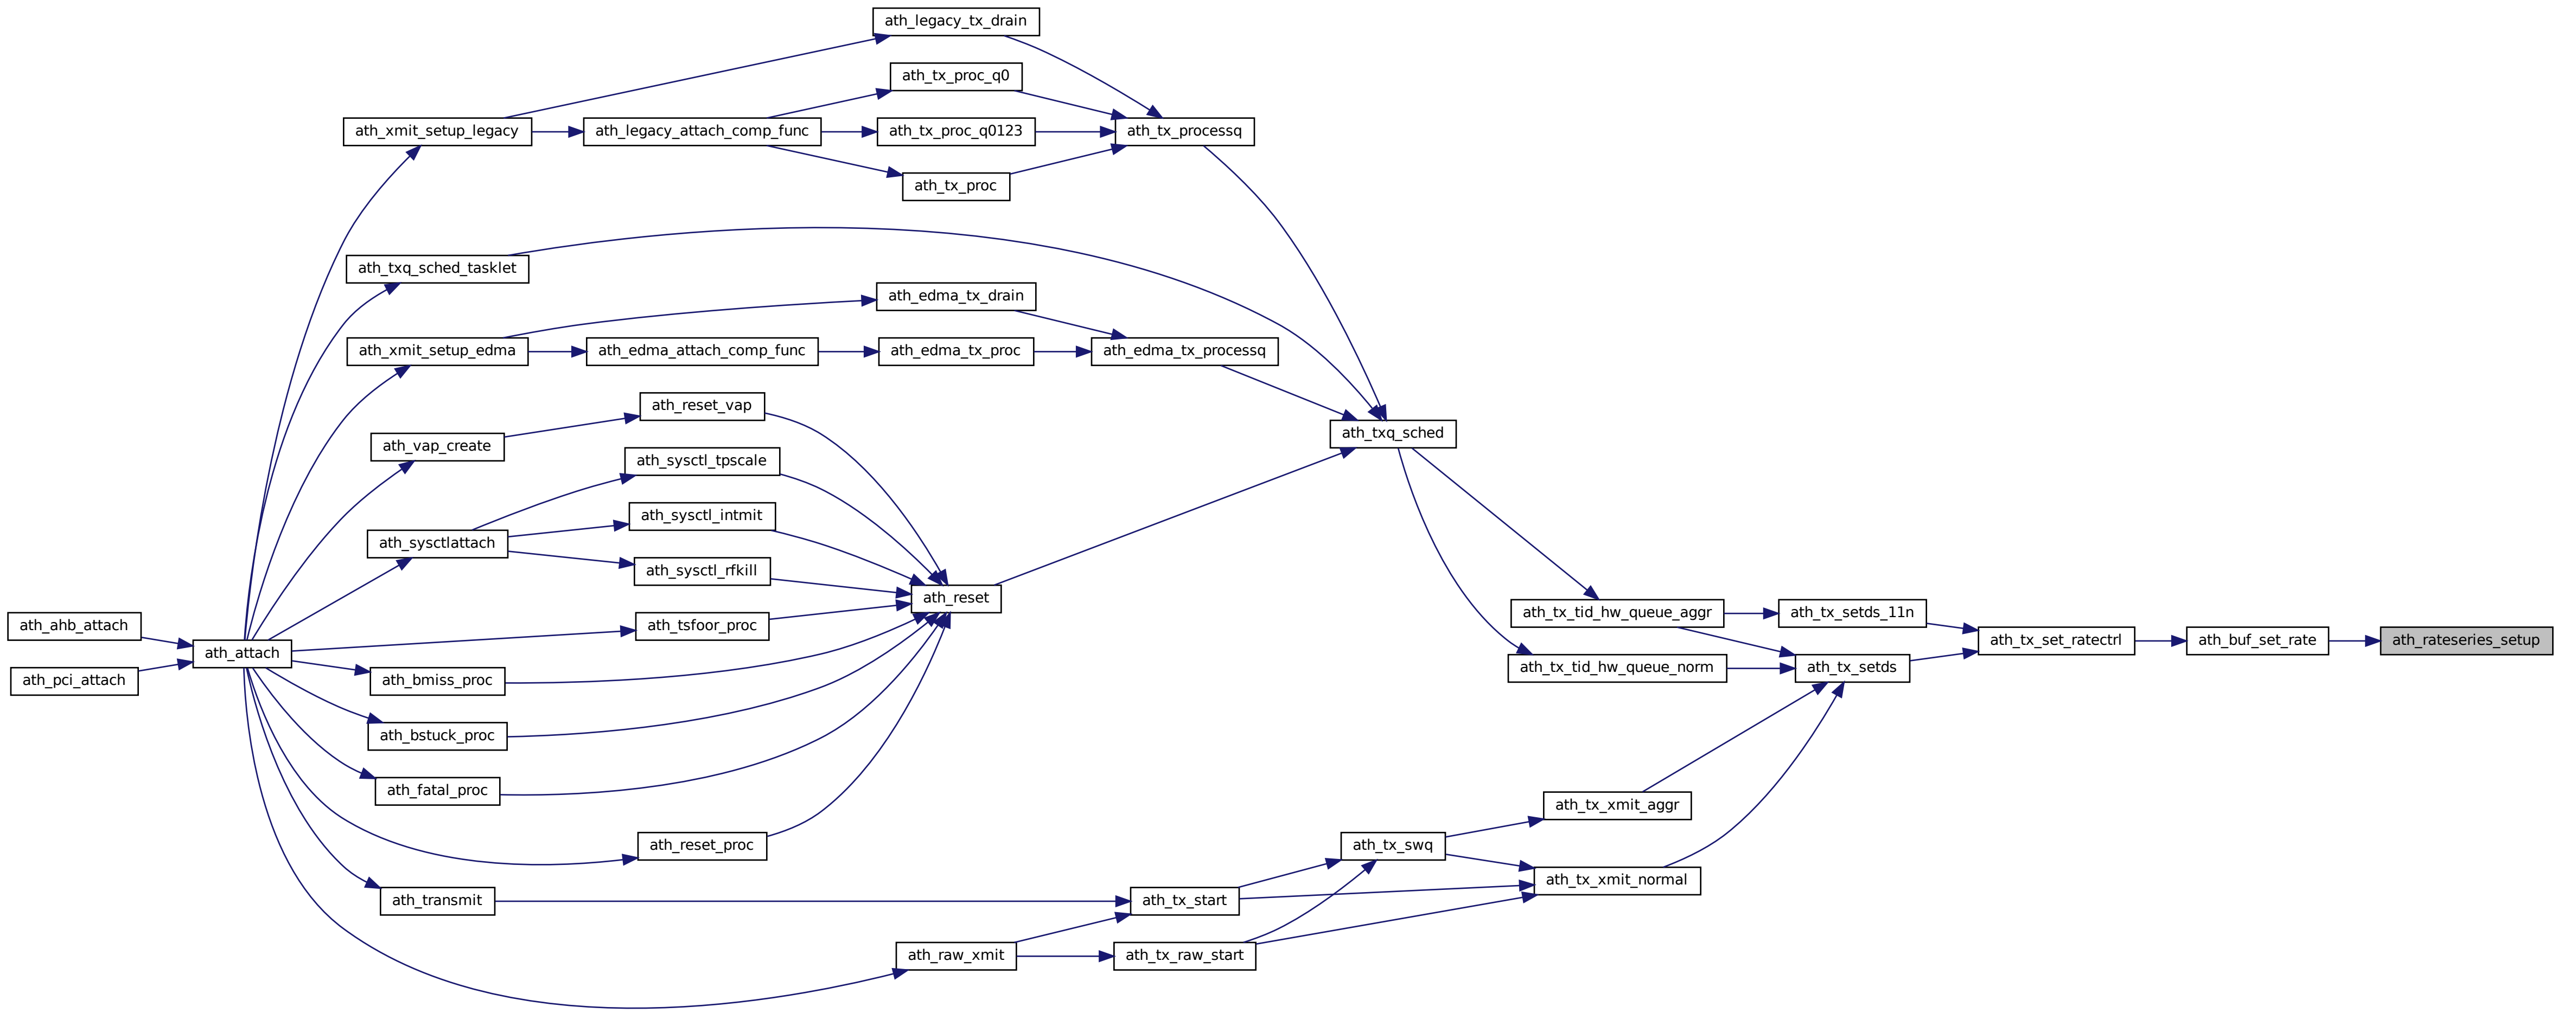 ath_legacy_tx_drain
ath_tx_proc_q0
ath_xmit_setup_legacy
ath_legacy_attach_comp_func
ath_tx_proc_q0123
ath_tx_processq
ath_tx_proc
ath_txq_sched_tasklet
ath_edma_tx_drain
ath_xmit_setup_edma
ath_edma_attach_comp_func
ath_edma_tx_proc
ath_edma_tx_processq
ath_reset_vap
ath_txq_sched
ath_vap_create
ath_sysctl_tpscale
ath_sysctl_intmit
ath_sysctlattach
ath_sysctl_rfkill
ath_reset
ath_tx_tid_hw_queue_aggr
ath_tx_setds_11n
ath_ahb_attach
ath_tsfoor_proc
ath_tx_set_ratectrl
ath_buf_set_rate
ath_rateseries_setup
ath_attach
ath_tx_tid_hw_queue_norm
ath_tx_setds
ath_pci_attach
ath_bmiss_proc
ath_bstuck_proc
ath_fatal_proc
ath_tx_xmit_aggr
ath_reset_proc
ath_tx_swq
ath_tx_xmit_normal
ath_transmit
ath_tx_start
ath_raw_xmit
ath_tx_raw_start